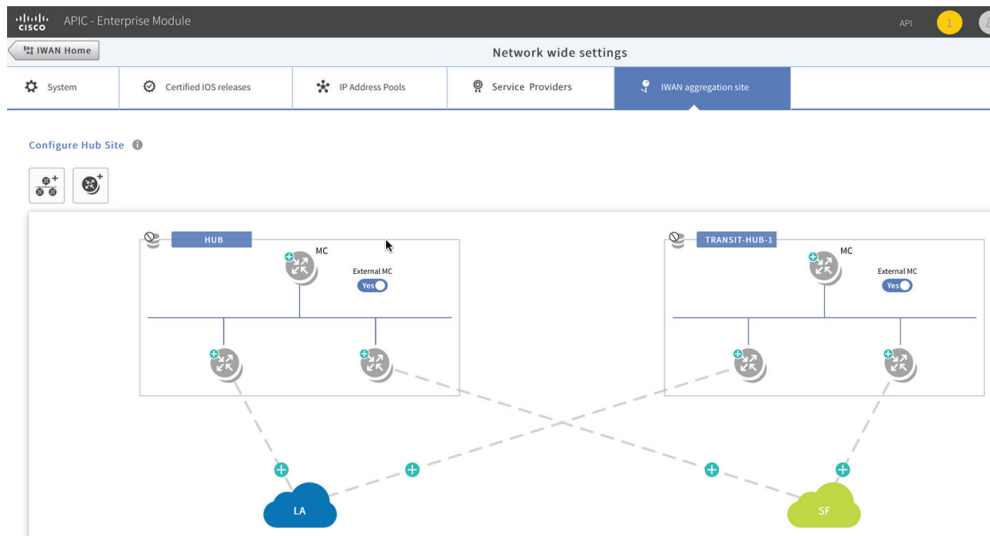 CISCO
APIC - Enterprise Module
API
1
IWAN Home
Network wide settings
System
Certified IOS releases
IP Address Pools
Service Providers
IWAN aggregation site
Configure Hub Site
HUB
MC
External MC
Yes
TRANSIT-HUB-1
MC
External MC
Yes
LA
SF